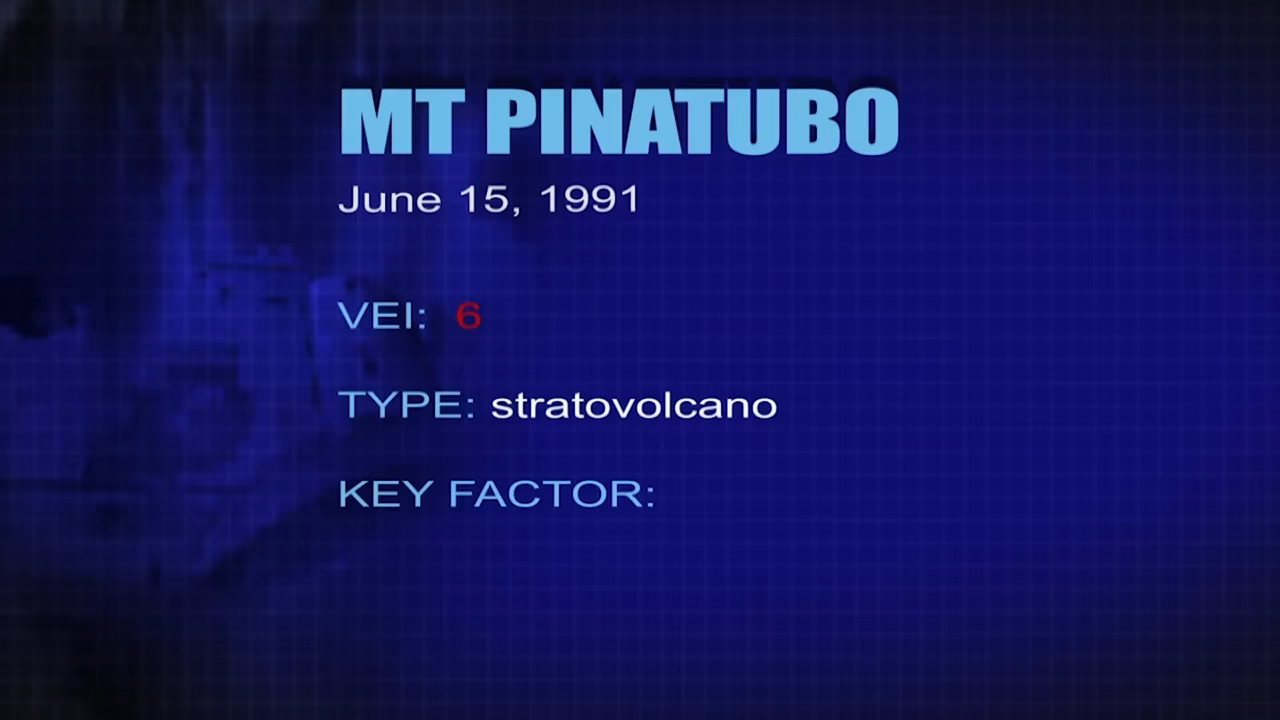 MT PINATUBO
June 15, 1991
VEI: 6
TYPE: stratovolcano
KEY FACTOR: